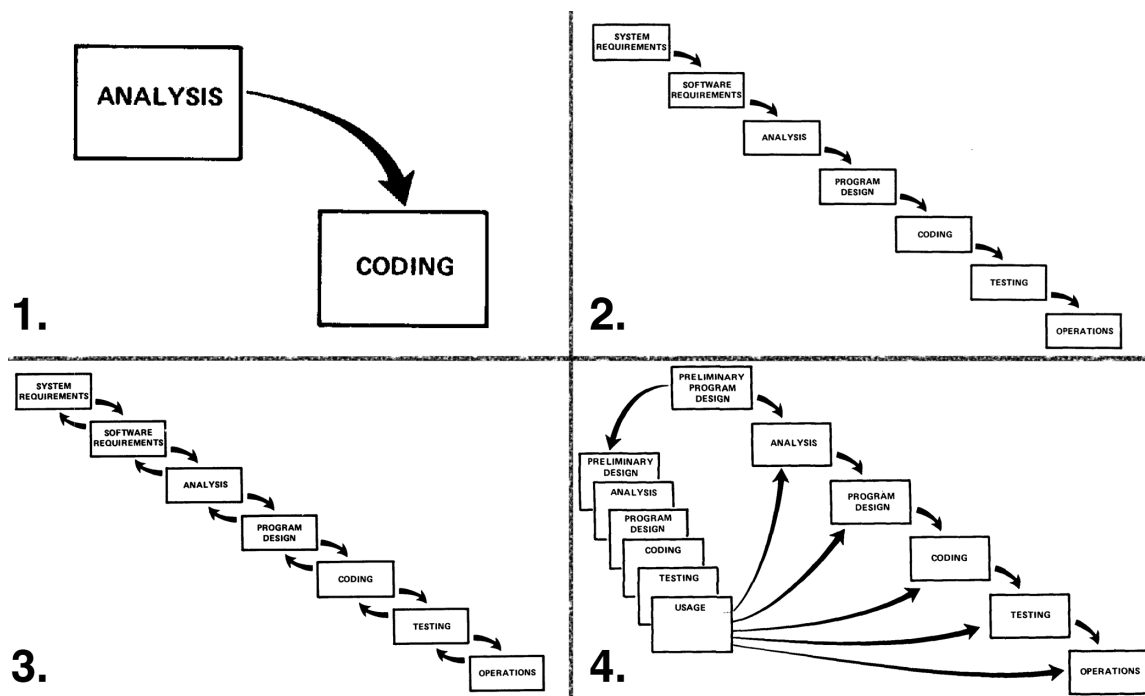 ANALYSIS
CODING
1.
SYSTEM
REQUIREMENTS
SOFTWARE
REQUIREMENTS
ANALYSIS
PROGRAM
DESIGN
CODING
TESTING
OPERATIONS
2.
SYSTEM
REQUIREMENTS
SOFTWARE
REQUIREMENTS
ANALYSIS
PROGRAM
DESIGN
CODING
TESTING
OPERATIONS
3.
PRELIMINARY
PROGRAM
DESIGN
ANALYSIS
PROGRAM
DESIGN
CODING
TESTING
OPERATIONS
PRELIMINARY
DESIGN
ANALYSIS
PROGRAM
DESIGN
CODING
TESTING
USAGE
4.